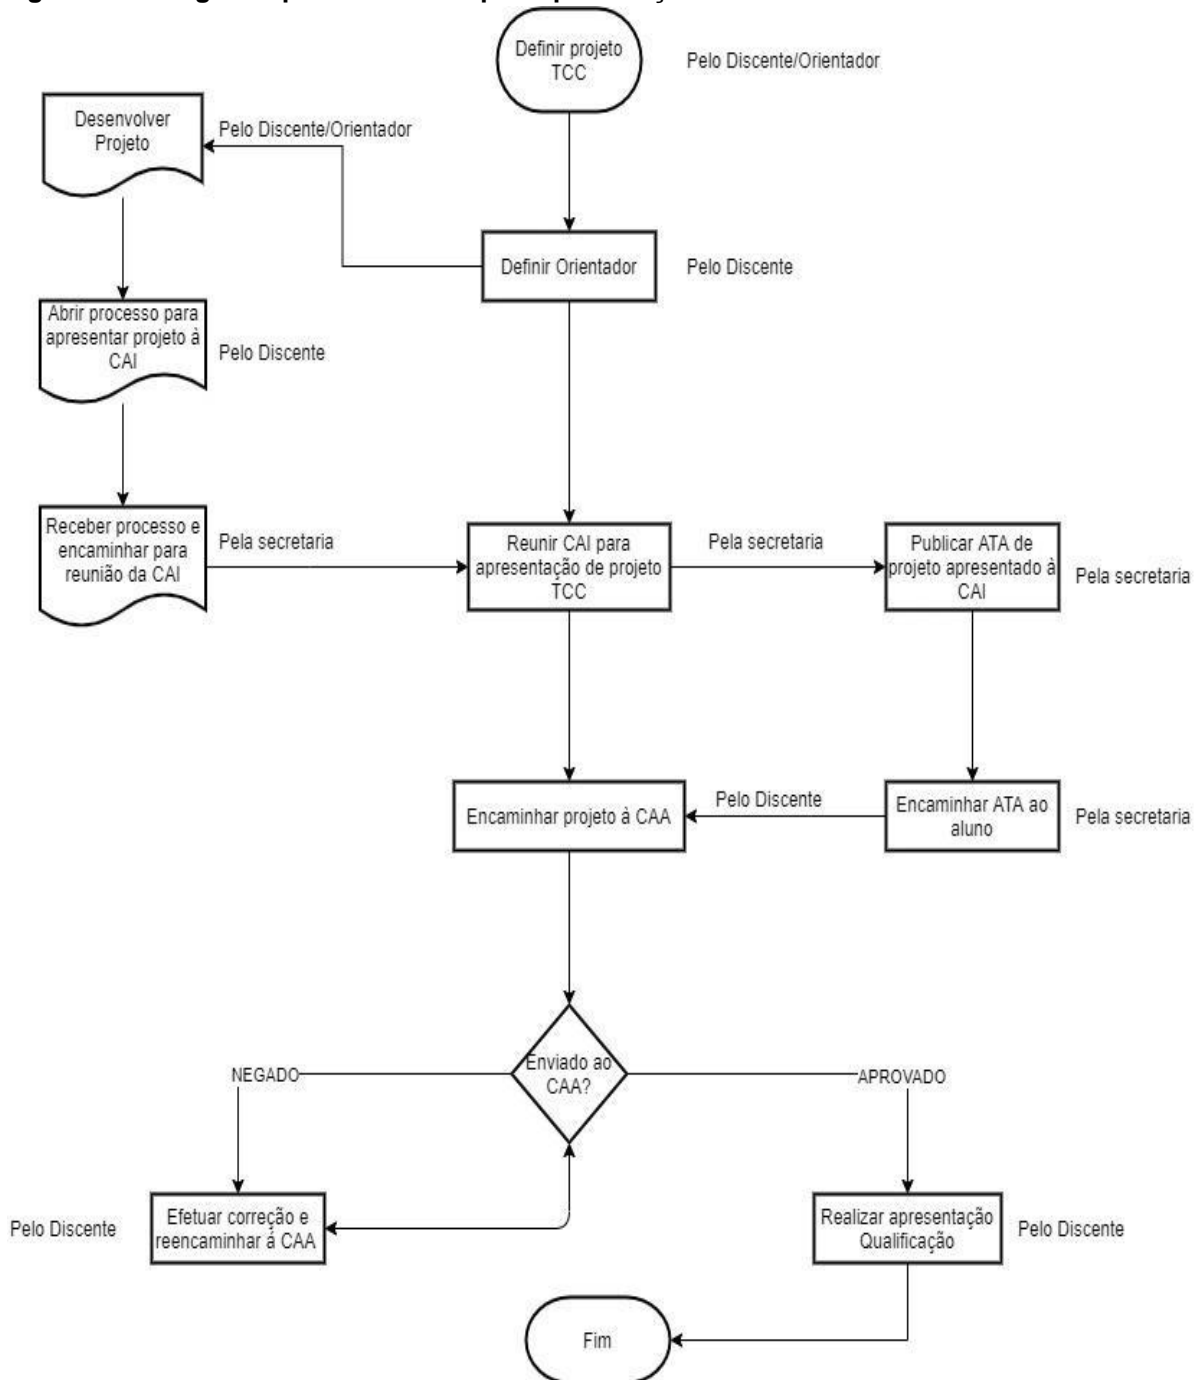 Definir projeto
TCC
Pelo Discente/Orientador
Desenvolver
Projeto
Pelo Discente/Orientador
Definir Orientador
Pelo Discente
Abrir processo para
apresentar projeto à
CAI
Pelo Discente
Receber processo e
encaminhar para
reunião da CAI
Pela secretaria
Reunir CAI para
apresentação de projeto
TCC
Pela secretaria
Publicar ATA de
projeto apresentado à
CAI
Pela secretaria
Encaminhar projeto à CAA
Pelo Discente
Encaminhar ATA ao
aluno
Pela secretaria
Enviado ao
CAA?
NEGADO
APROVADO
Pelo Discente
Efetuar correção e
reencaminhar á CAA
Realizar apresentação
Qualificação
Pelo Discente
Fim